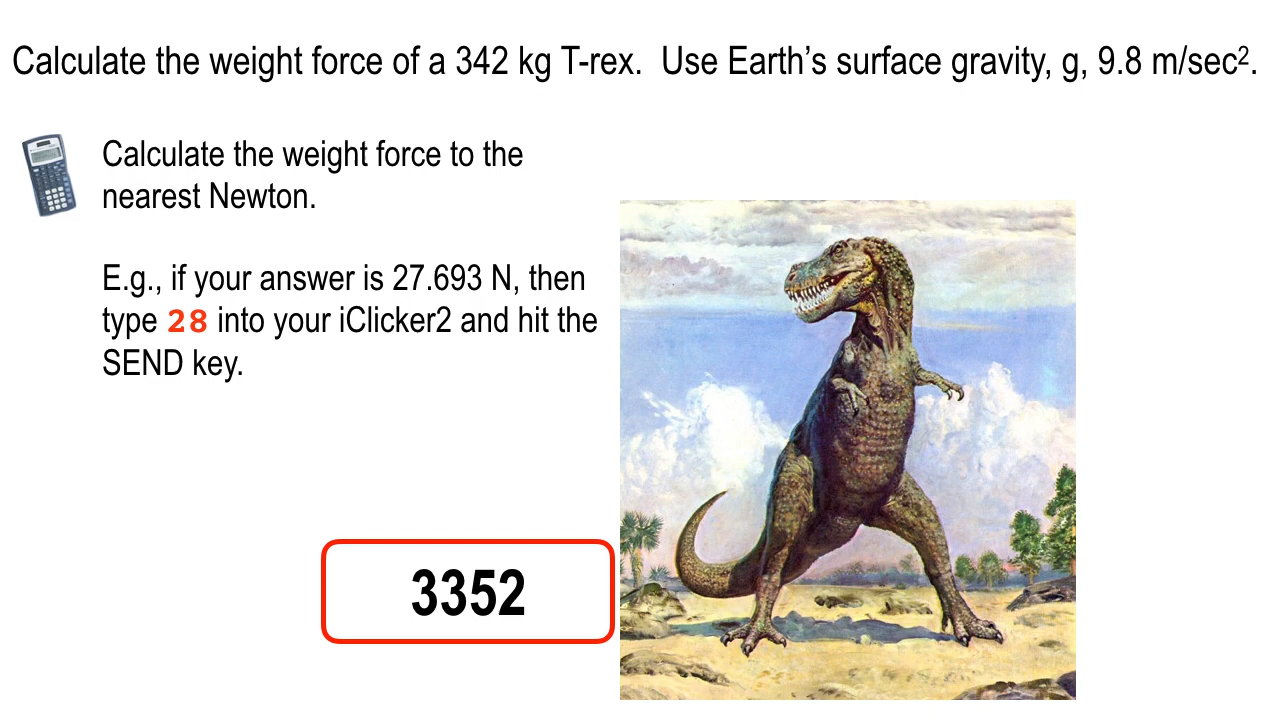 Calculate the weight force of a 342 kg T-rex.  Use Earth’s surface gravity, g, 9.8 m/sec².
Calculate the weight force to the
nearest Newton.
E.g., if your answer is 27.693 N, then
type 28 into your iClicker2 and hit the
SEND key.
3352